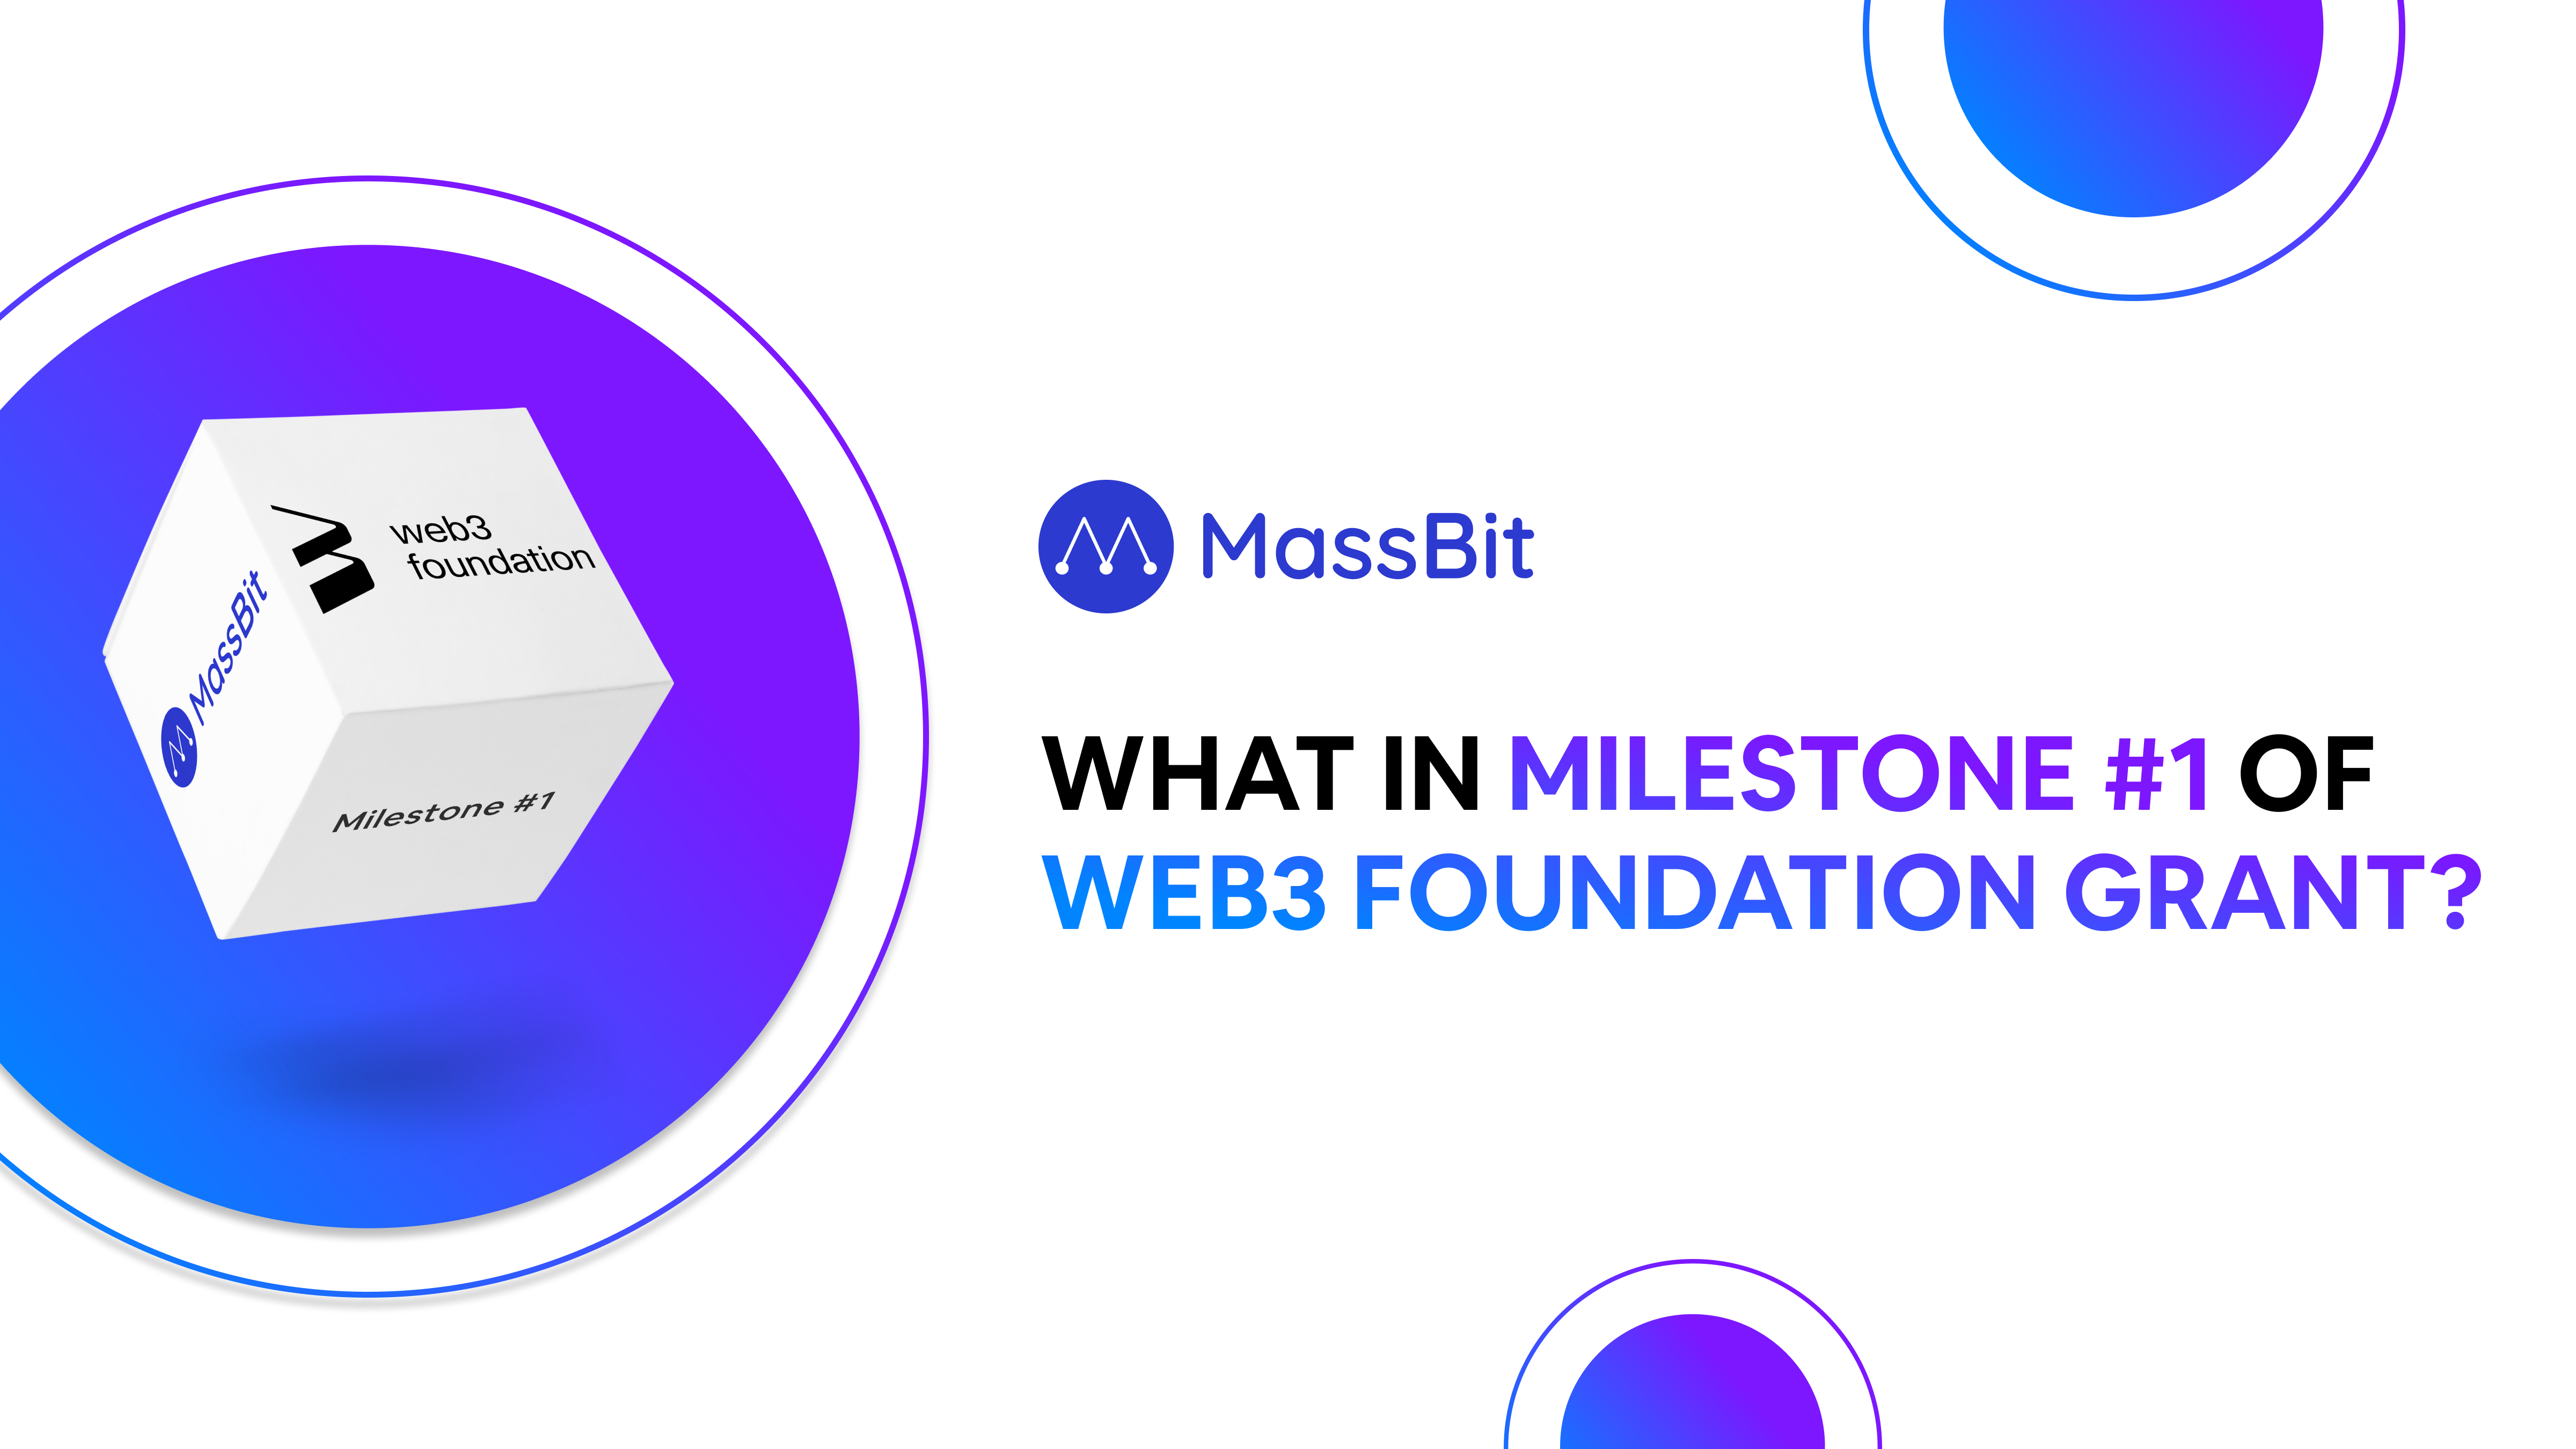 web3
foundation
MassBit
Milestone #1
MassBit
WHAT IN MILESTONE #1 OF
WEB3 FOUNDATION GRANT?